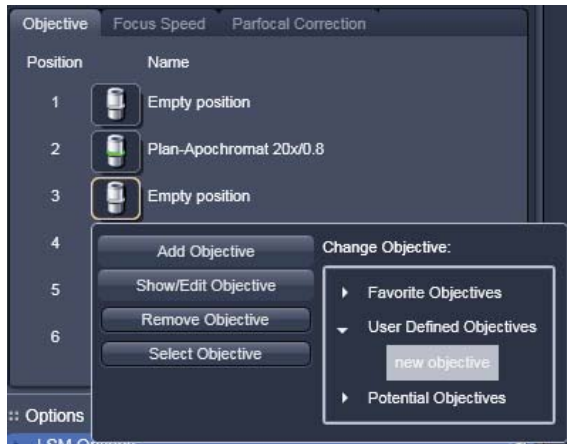 Objective Focus Speed Parfocal Correction
Position Name
1 Empty position
2 Plan-Apochromat 20x/0.8
3 Empty position
4
5
6
Add Objective
Show/Edit Objective
Remove Objective
Select Objective
Change Objective:
Favorite Objectives
User Defined Objectives
new objective
Potential Objectives
:: Options
LSM